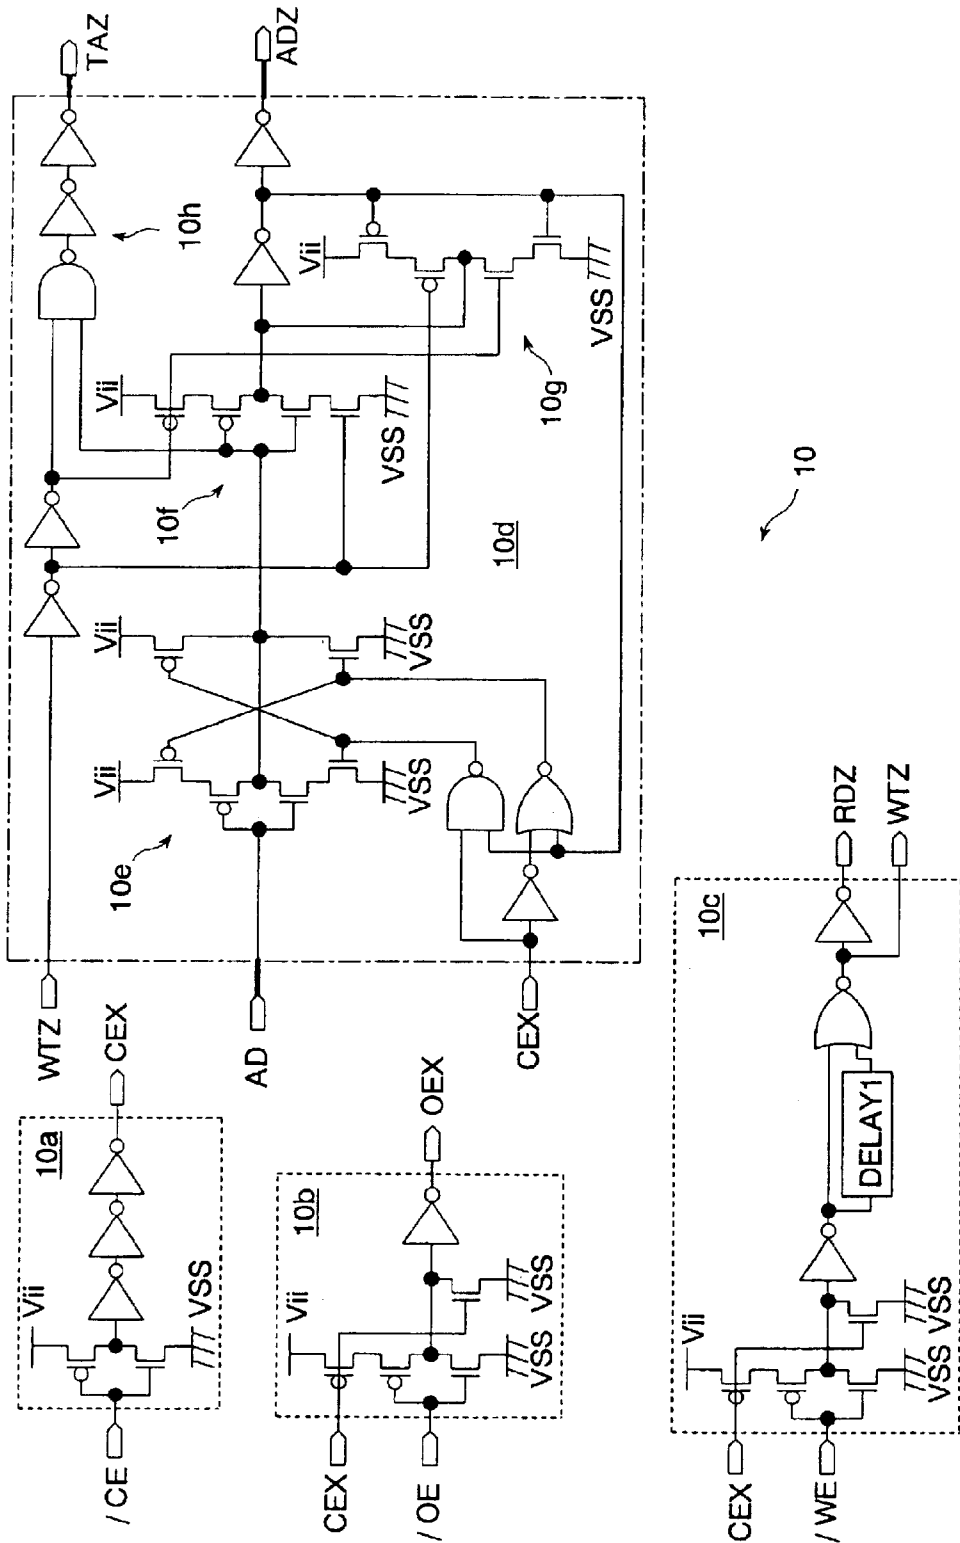 / CE
Vii
VSS
10a
CEX
CEX
/ OE
Vii
VSS
VSS
10b
OEX
CEX
/ WE
Vii
VSS
VSS
DELAY1
10c
RDZ
WTZ
WTZ
AD
CEX
10e
Vii
VSS
Vii
VSS
10d
10f
Vii
VSS
10g
Vii
VSS
10h
TAZ
ADZ
10